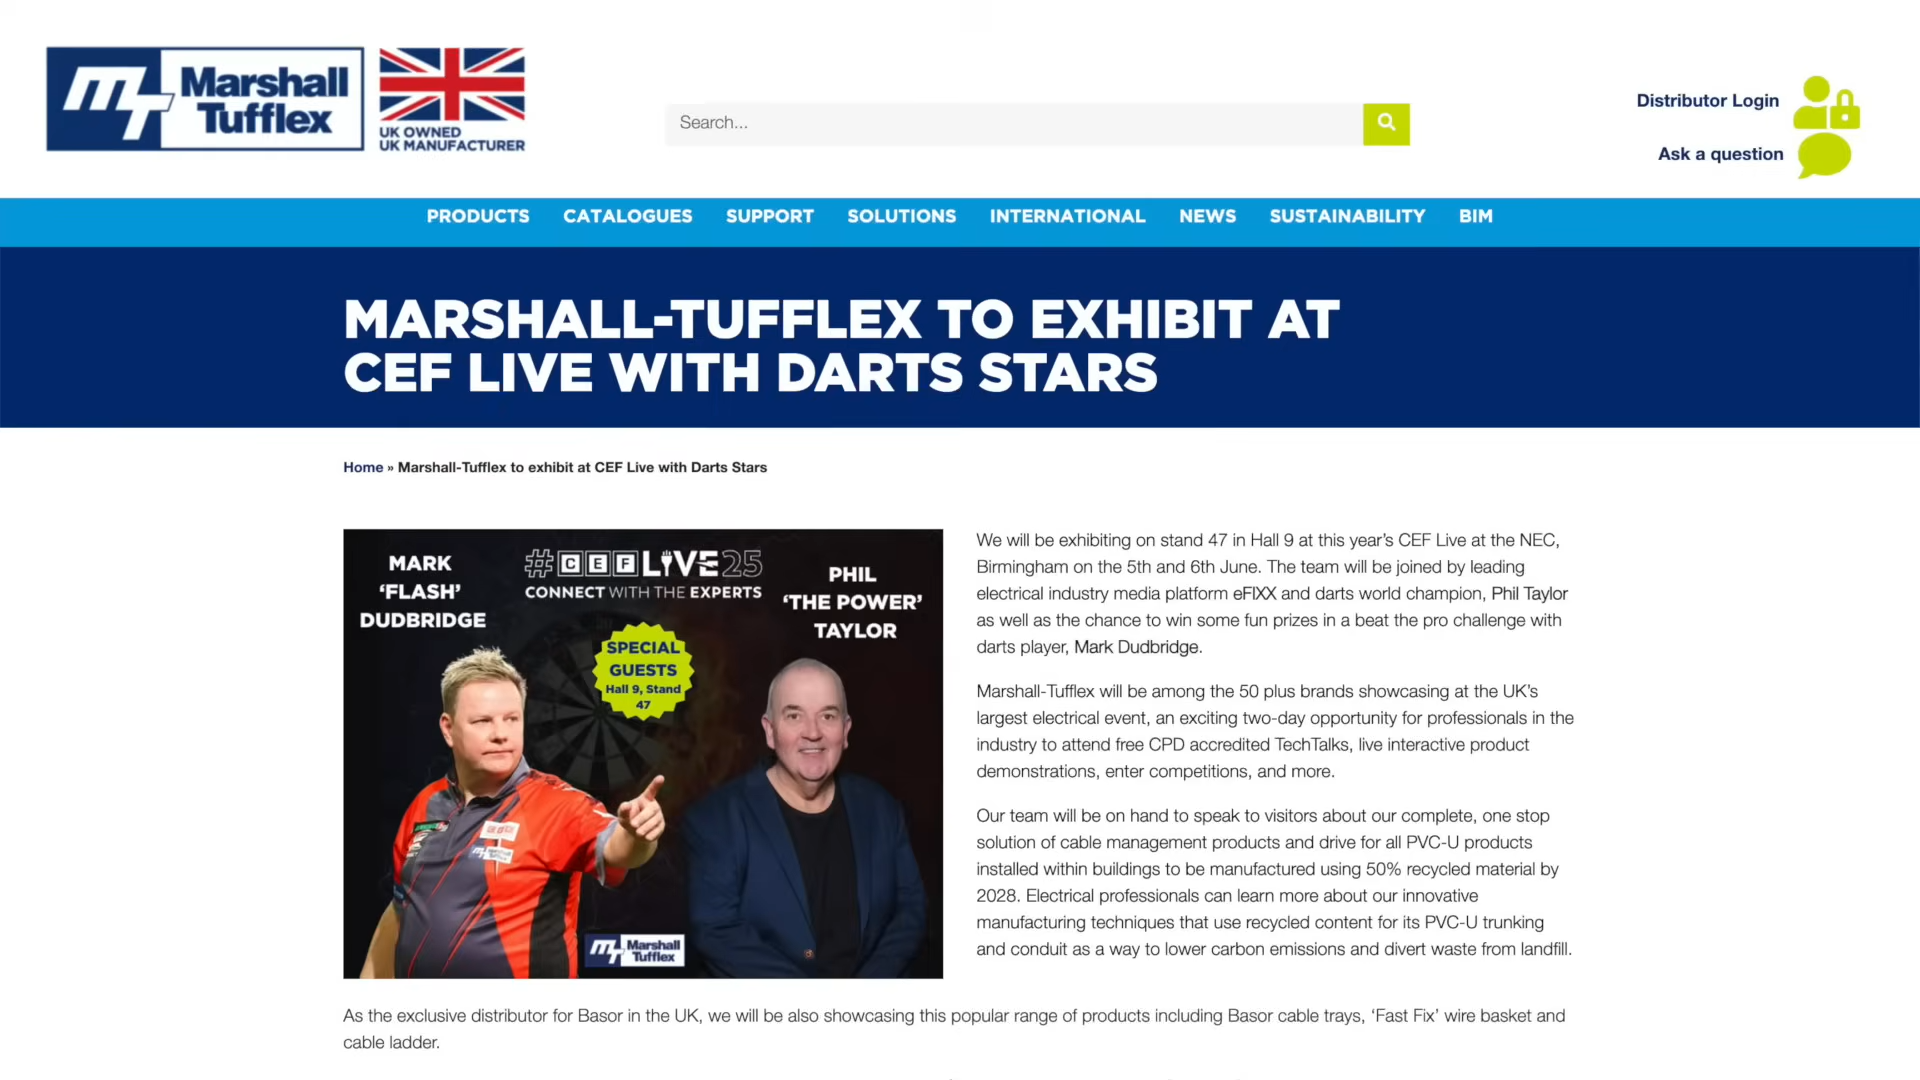 Marshall
Tufflex
UK OWNED
UK MANUFACTURER
Search...
Distributor Login
Ask a question
PRODUCTS CATALOGUES SUPPORT SOLUTIONS INTERNATIONAL NEWS SUSTAINABILITY BIM
MARSHALL-TUFFLEX TO EXHIBIT AT
CEF LIVE WITH DARTS STARS
Home » Marshall-Tufflex to exhibit at CEF Live with Darts Stars
MARK
‘FLASH’
DUDBRIDGE
#CEFLIVE25
CONNECT WITH THE EXPERTS
PHIL
‘THE POWER’
TAYLOR
SPECIAL
GUESTS
Hall 9, Stand
47
Marshall
Tufflex
Marshall
Tufflex
We will be exhibiting on stand 47 in Hall 9 at this year’s CEF Live at the NEC,
Birmingham on the 5th and 6th June. The team will be joined by leading
electrical industry media platform eFIXX and darts world champion, Phil Taylor
as well as the chance to win some fun prizes in a beat the pro challenge with
darts player, Mark Dudbridge.
Marshall-Tufflex will be among the 50 plus brands showcasing at the UK’s
largest electrical event, an exciting two-day opportunity for professionals in the
industry to attend free CPD accredited TechTalks, live interactive product
demonstrations, enter competitions, and more.
Our team will be on hand to speak to visitors about our complete, one stop
solution of cable management products and drive for all PVC-U products
installed within buildings to be manufactured using 50% recycled material by
2028. Electrical professionals can learn more about our innovative
manufacturing techniques that use recycled content for its PVC-U trunking
and conduit as a way to lower carbon emissions and divert waste from landfill.
As the exclusive distributor for Basor in the UK, we will be also showcasing this popular range of products including Basor cable trays, ‘Fast Fix’ wire basket and
cable ladder.